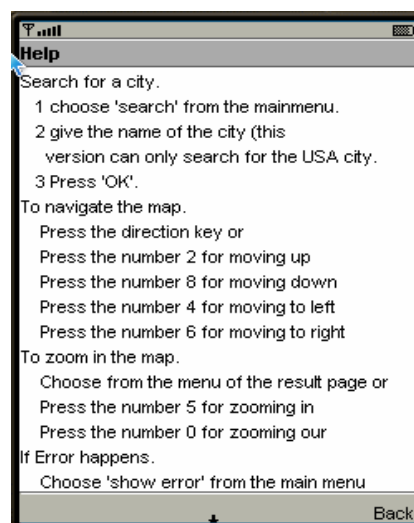 Help
Search for a city.
1 choose 'search' from the mainmenu.
2 give the name of the city (this
version can only search for the USA city.
3 Press 'OK'.
To navigate the map.
Press the direction key or
Press the number 2 for moving up
Press the number 8 for moving down
Press the number 4 for moving to left
Press the number 6 for moving to right
To zoom in the map.
Choose from the menu of the result page or
Press the number 5 for zooming in
Press the number 0 for zooming our
If Error happens.
Choose 'show error' from the main menu
Back